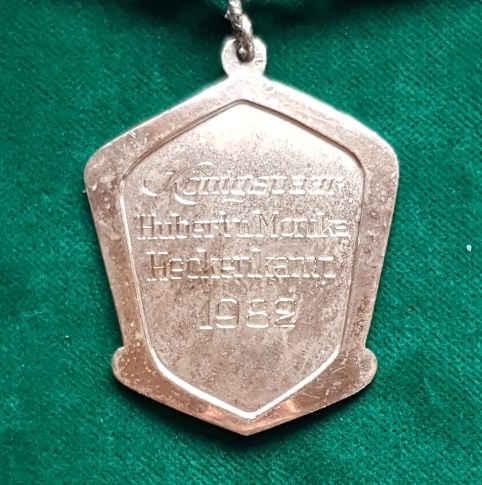 Königspaar
Hubert u Monika
Heckenkamp
1982